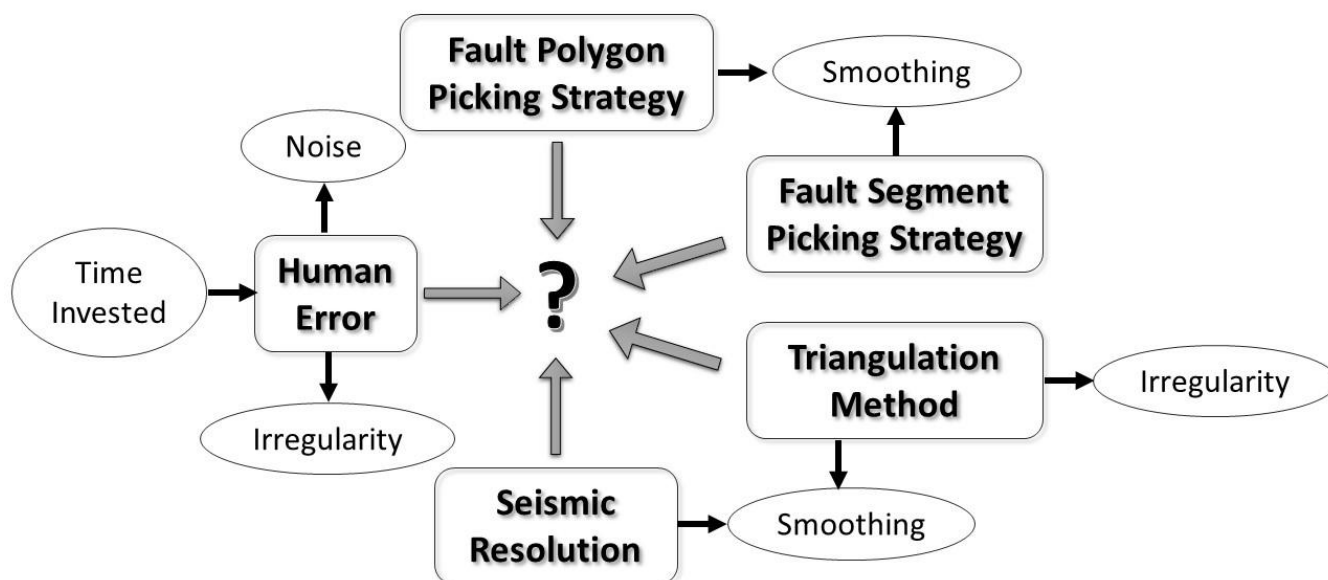 Fault Polygon
Picking Strategy
Smoothing
Noise
Fault Segment
Picking Strategy
Time
Invested
Human
Error
?
Triangulation
Method
Irregularity
Irregularity
Seismic
Resolution
Smoothing